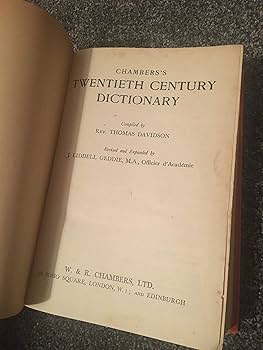 CHAMBERS'S
TWENTIETH CENTURY
DICTIONARY
Compiled by
REV. THOMAS DAVIDSON
Revised and Expanded by
J. LIDDELL GEDDIE, M.A., Officier d'Académie
W. & R. CHAMBERS, LTD.
SOHO SQUARE, LONDON, W.1; AND EDINBURGH